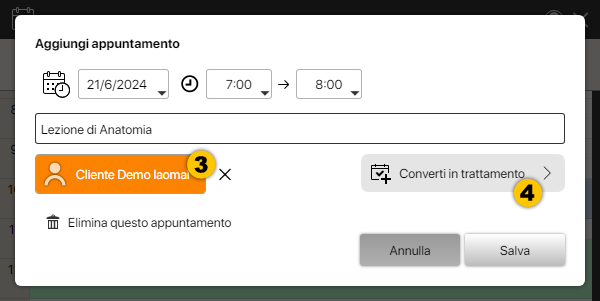 Aggiungi appuntamento
21/6/2024 7:00 → 8:00
Lezione di Anatomia
Cliente Demo Iaomai 3
Converti in trattamento 4
Elimina questo appuntamento
Annulla Salva